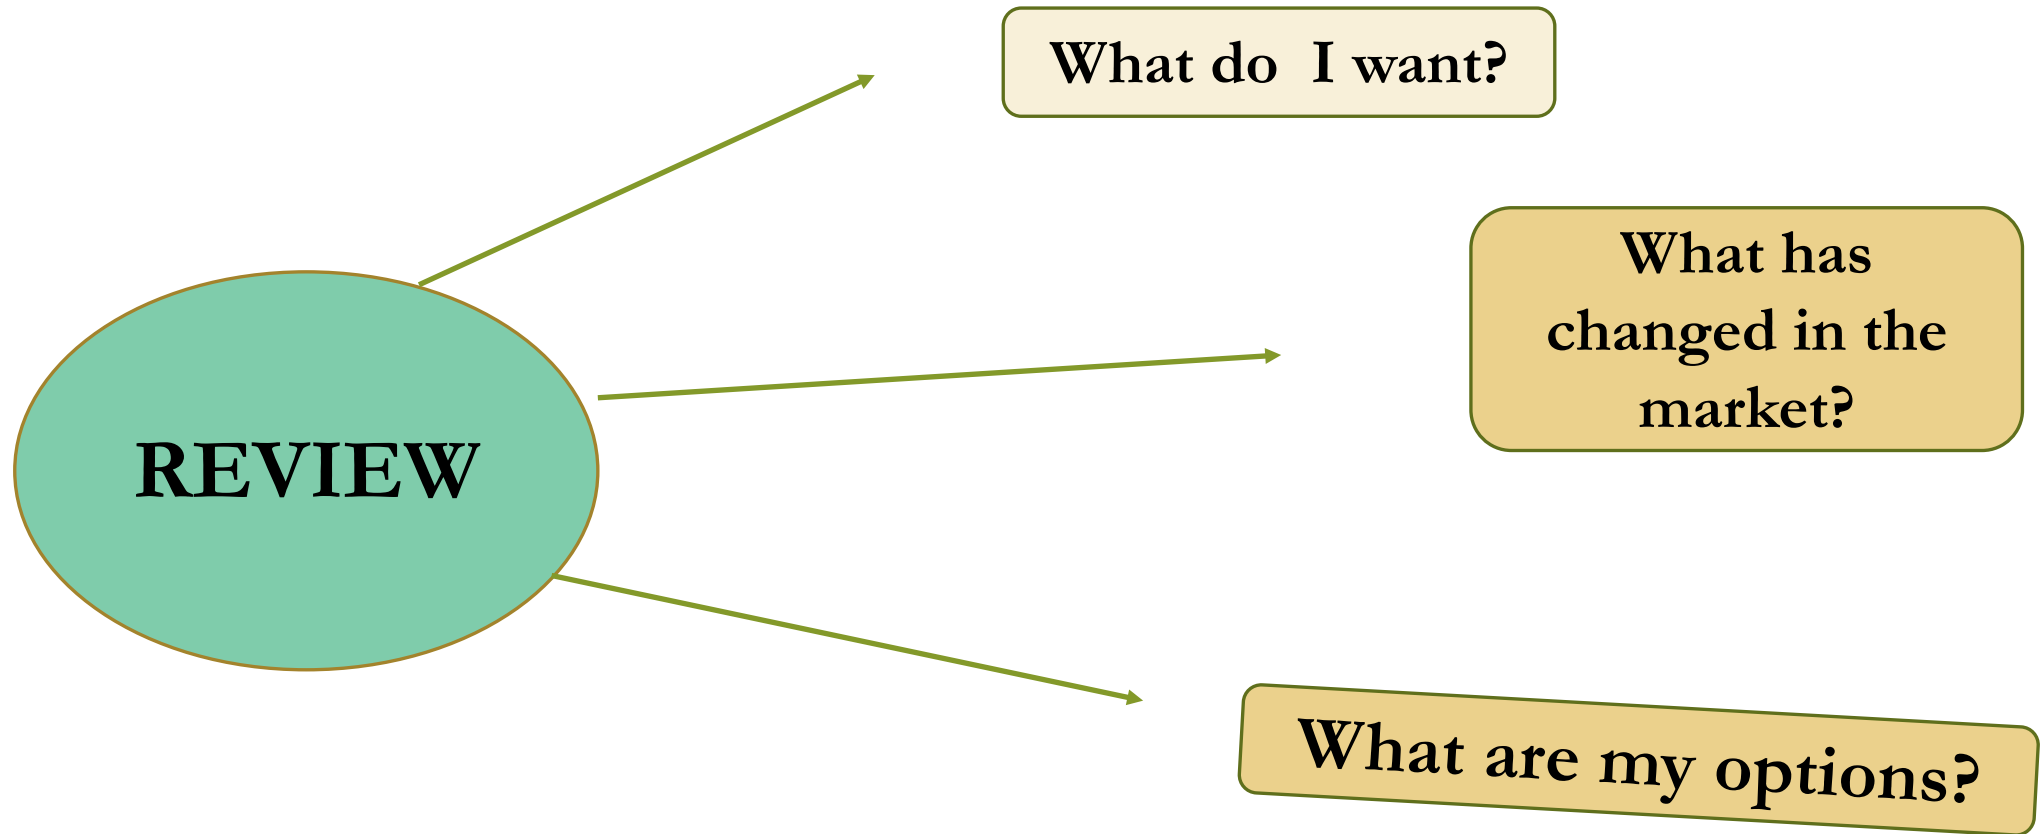 What do  I want?
What has
changed in the
market?
REVIEW
What are my options?